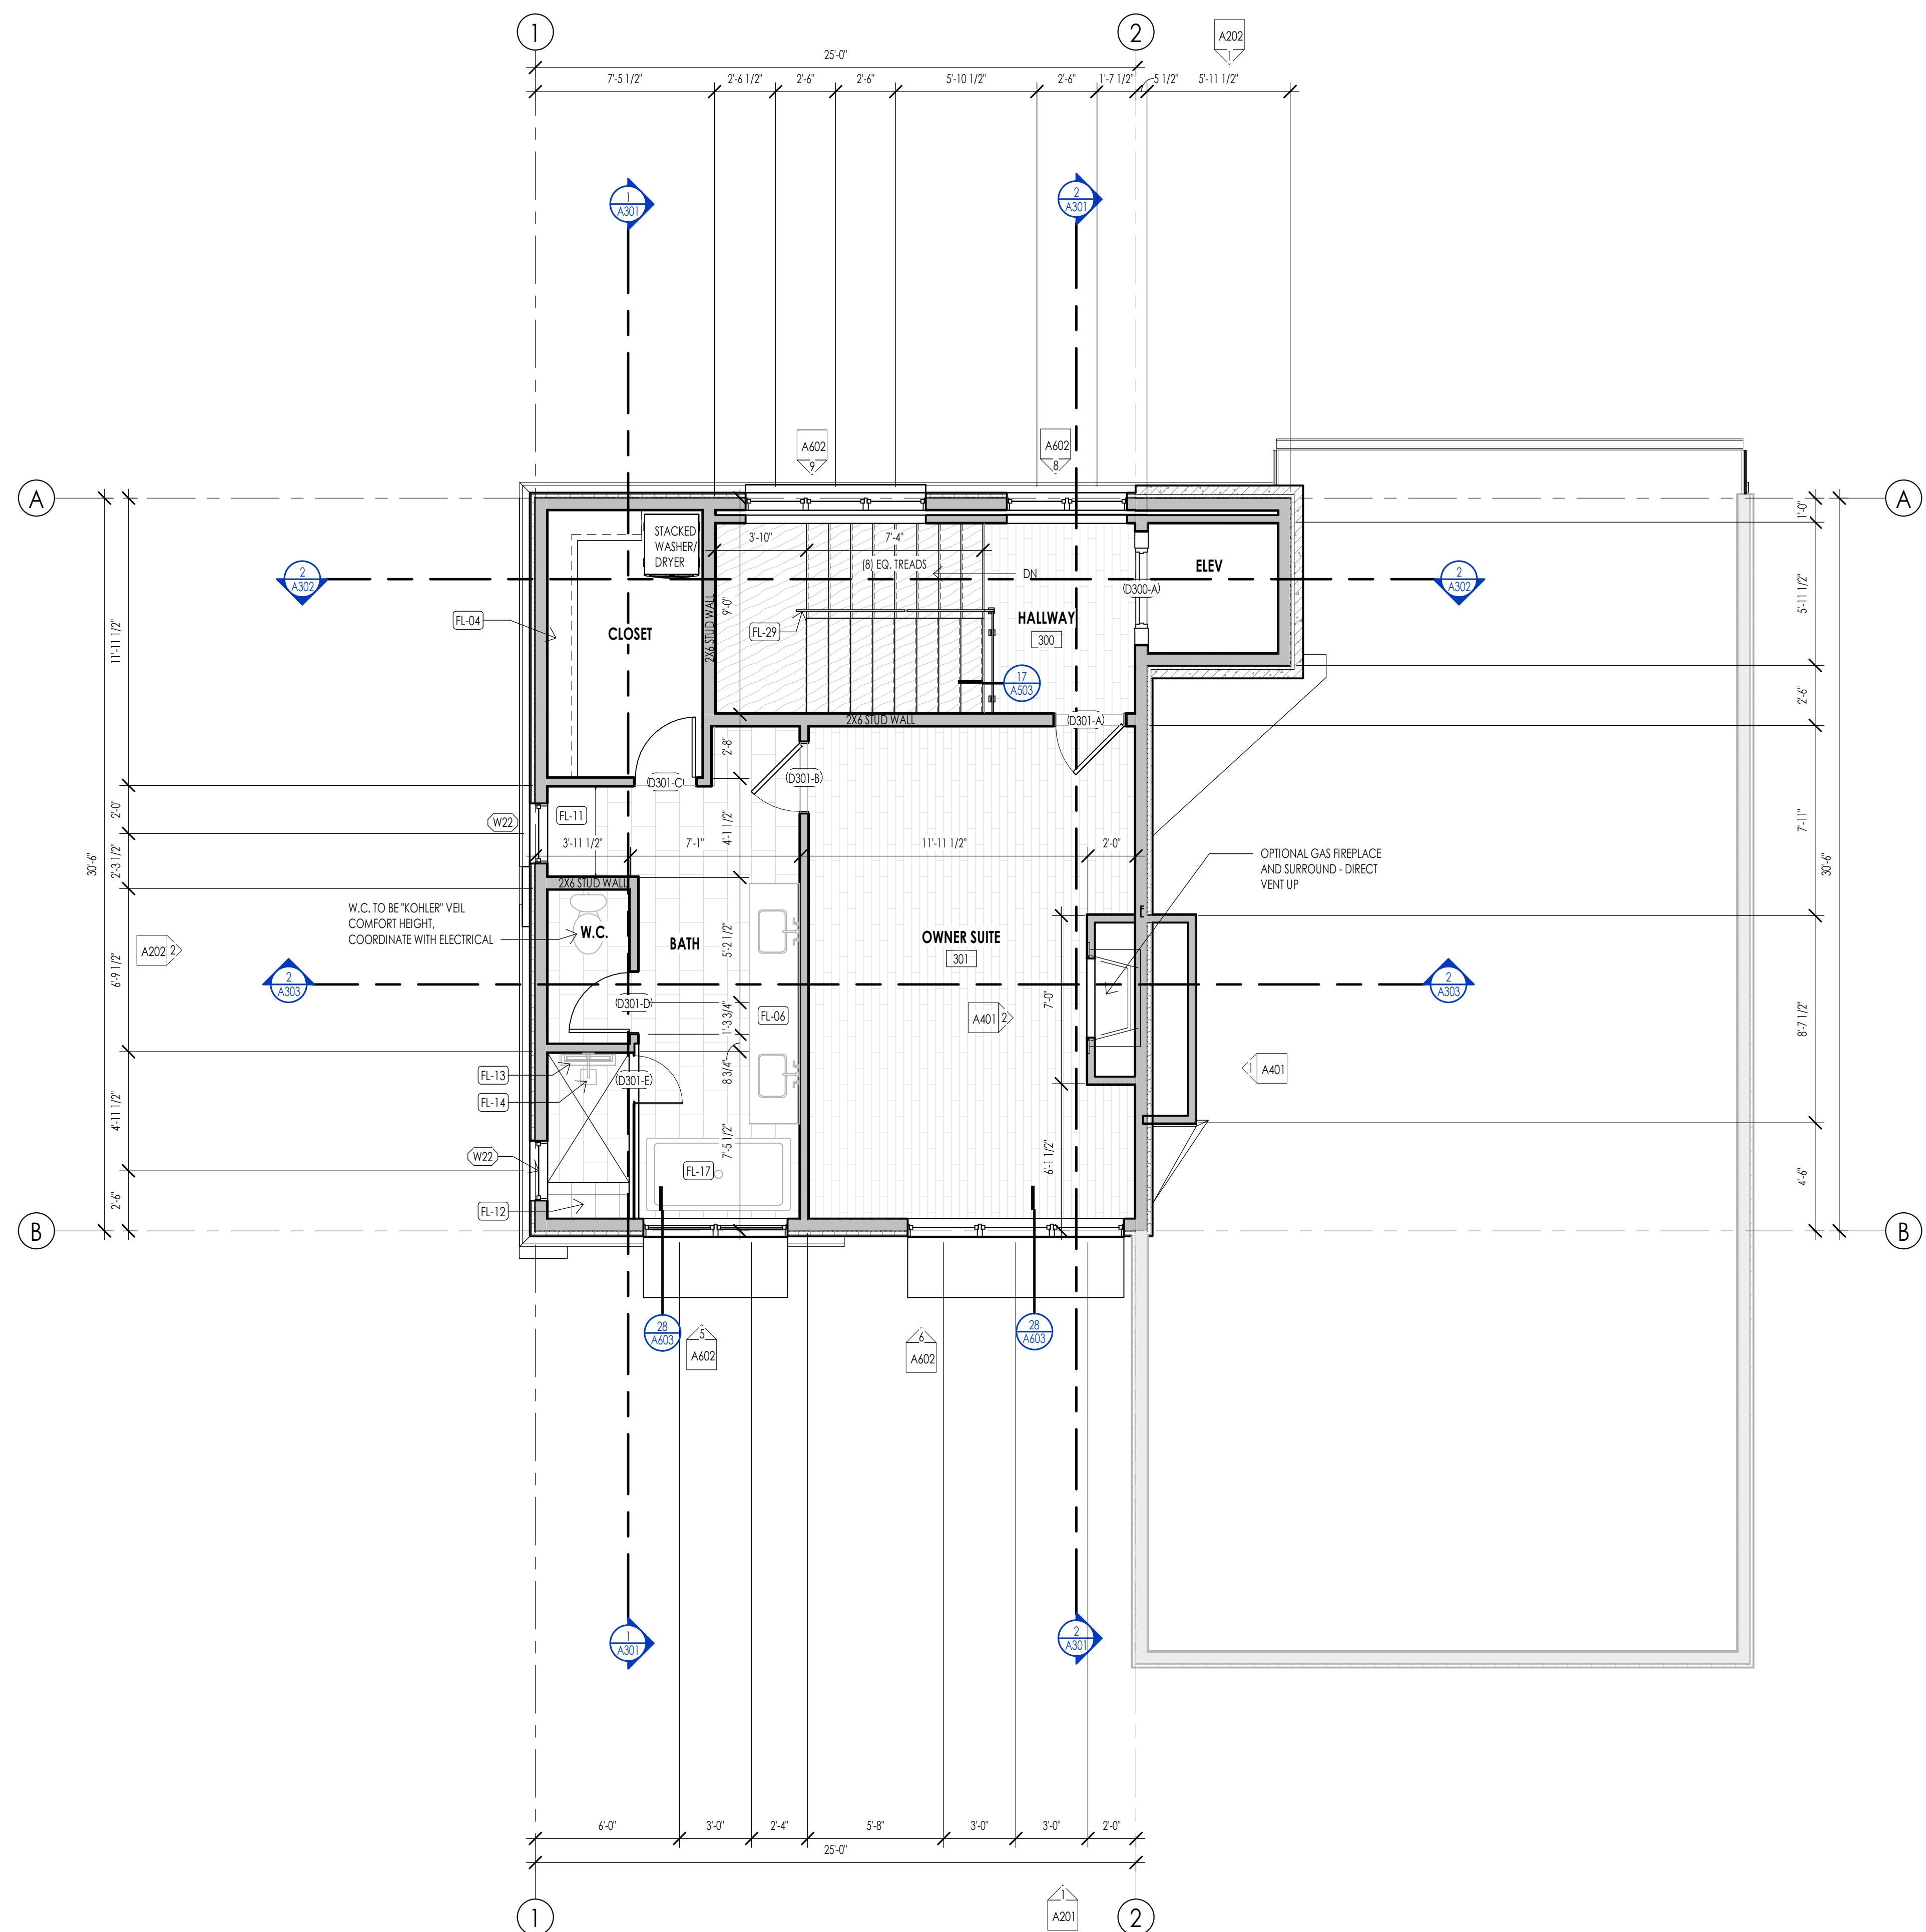 1
2
A202
1
25'-0"
7'-5 1/2"
2'-6 1/2"
2'-6"
2'-6"
5'-10 1/2"
2'-6"
1'-7 1/2"
5 1/2"
5'-11 1/2"
1
A301
2
A301
A602
9
A602
8
A
A
STACKED
WASHER/
DRYER
3'-10"
7'-4"
(8) EQ. TREADS
DN
ELEV
1'-0"
2
A302
2
A302
(D300-A)
5'-11 1/2"
FL-04
11'-11 1/2"
CLOSET
2X6 STUD WALL
9'-0"
FL-29
HALLWAY
300
17
A503
2'-6"
2X6 STUD WALL
(D301-A)
2'-8"
(D301-C)
(D301-B)
2'-0"
W22
FL-11
4'-1 1/2"
3'-11 1/2"
7'-1"
11'-11 1/2"
2'-0"
7'-11"
30'-6"
30'-6"
2'-3 1/2"
OPTIONAL GAS FIREPLACE
AND SURROUND - DIRECT
VENT UP
2X6 STUD WALL
W.C. TO BE "KOHLER" VEIL
COMFORT HEIGHT,
COORDINATE WITH ELECTRICAL
W.C.
BATH
5'-2 1/2"
OWNER SUITE
301
A202
2
6'-9 1/2"
2
A303
2
A303
(D301-D)
FL-06
1'-3 3/4"
A401
2
7'-0"
8'-7 1/2"
FL-13
FL-14
(D301-E)
8 3/4"
1
A401
4'-11 1/2"
W22
FL-17
7'-5 1/2"
6'-1 1/2"
4'-6"
2'-6"
FL-12
B
B
28
A603
5
A602
6
A602
28
A603
1
A301
2
A301
6'-0"
3'-0"
2'-4"
5'-8"
3'-0"
3'-0"
2'-0"
25'-0"
1
1
A201
2